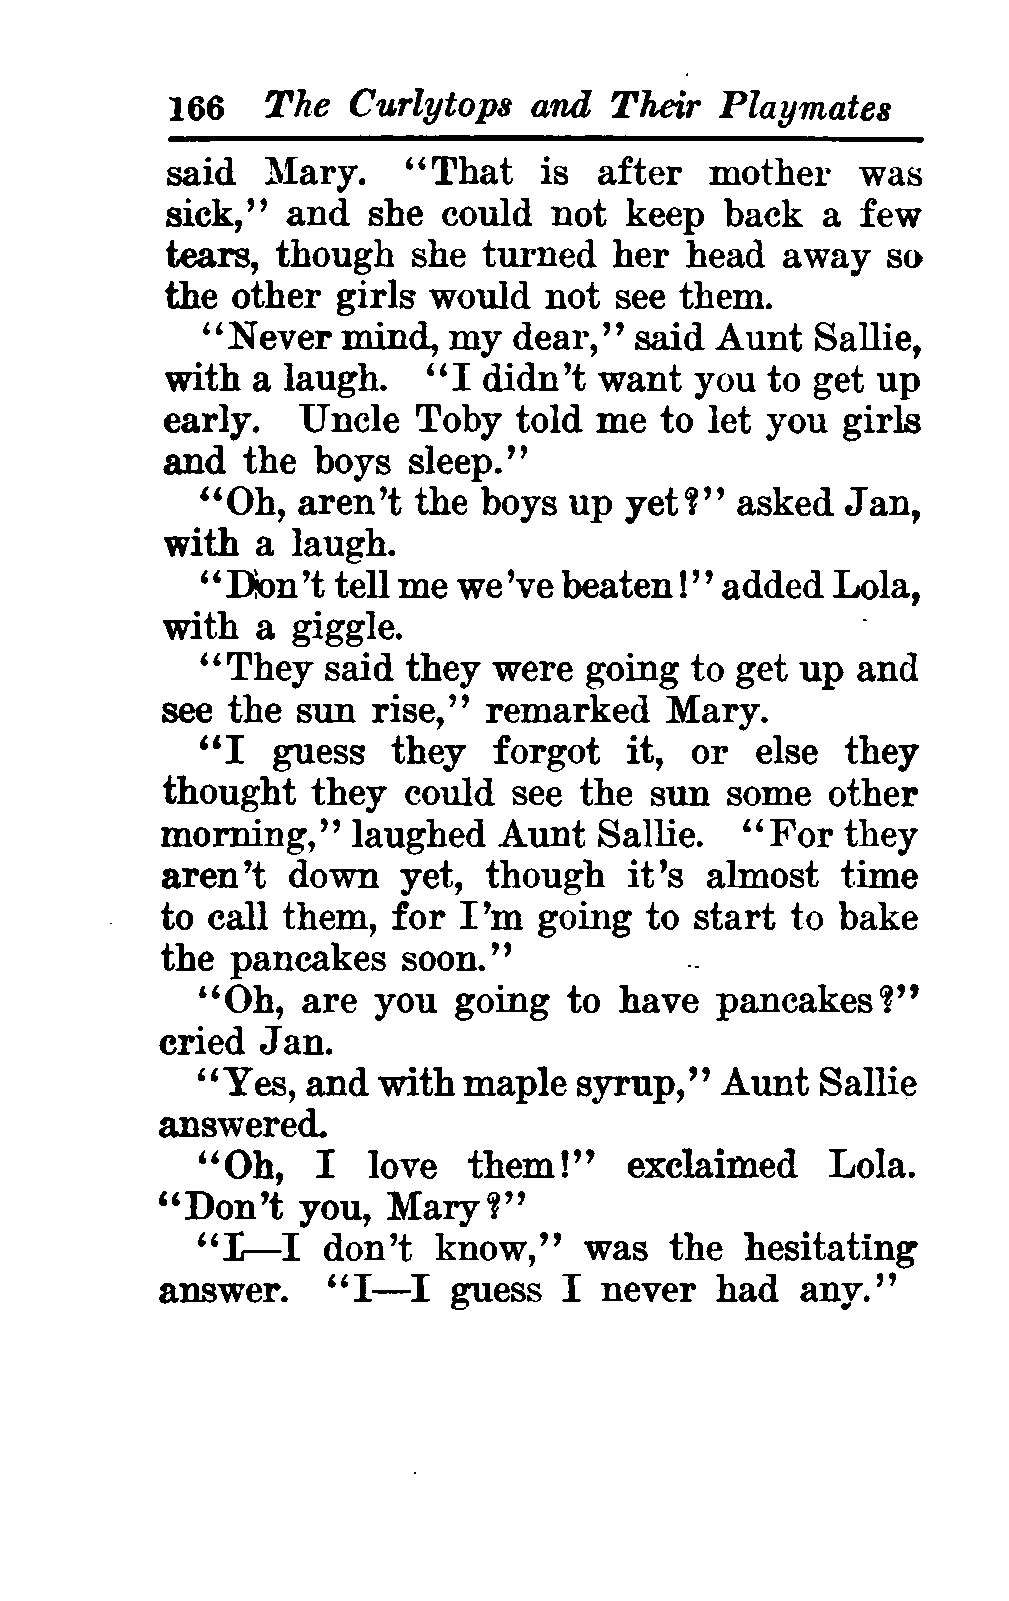 166 The Curlytops and Their Playmates
said Mary. "That is after mother was
sick," and she could not keep back a few
tears, though she turned her head away so
the other girls would not see them.
"Never mind, my dear," said Aunt Sallie,
with a laugh. "I didn't want you to get up
early. Uncle Toby told me to let you girls
and the boys sleep."
"Oh, aren't the boys up yet?" asked Jan,
with a laugh.
"Don't tell me we've beaten!" added Lola,
with a giggle.
"They said they were going to get up and
see the sun rise," remarked Mary.
"I guess they forgot it, or else they
thought they could see the sun some other
morning," laughed Aunt Sallie. "For they
aren't down yet, though it's almost time
to call them, for I'm going to start to bake
the pancakes soon."
"Oh, are you going to have pancakes?"
cried Jan.
"Yes, and with maple syrup," Aunt Sallie
answered.
"Oh, I love them!" exclaimed Lola.
"Don't you, Mary?"
"I—I don't know," was the hesitating
answer. "I—I guess I never had any."